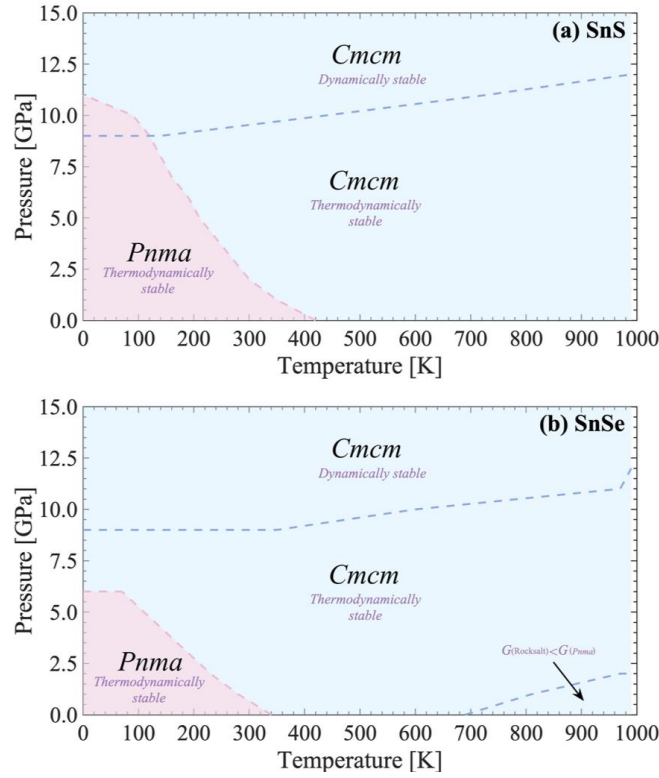 15.0
(a) SnS
Cmcm
Dynamically stable
12.5
10.0
7.5
5.0
2.5
0.0
Pressure [GPa]
Cmcm
Thermodynamically
stable
Pnma
Thermodynamically
stable
0 100 200 300 400 500 600 700 800 900 1000
Temperature [K]
15.0
(b) SnSe
Cmcm
Dynamically stable
12.5
10.0
7.5
5.0
2.5
0.0
Pressure [GPa]
Cmcm
Thermodynamically
stable
G(Rocksalt)<G(Pnma)
Pnma
Thermodynamically
stable
0 100 200 300 400 500 600 700 800 900 1000
Temperature [K]